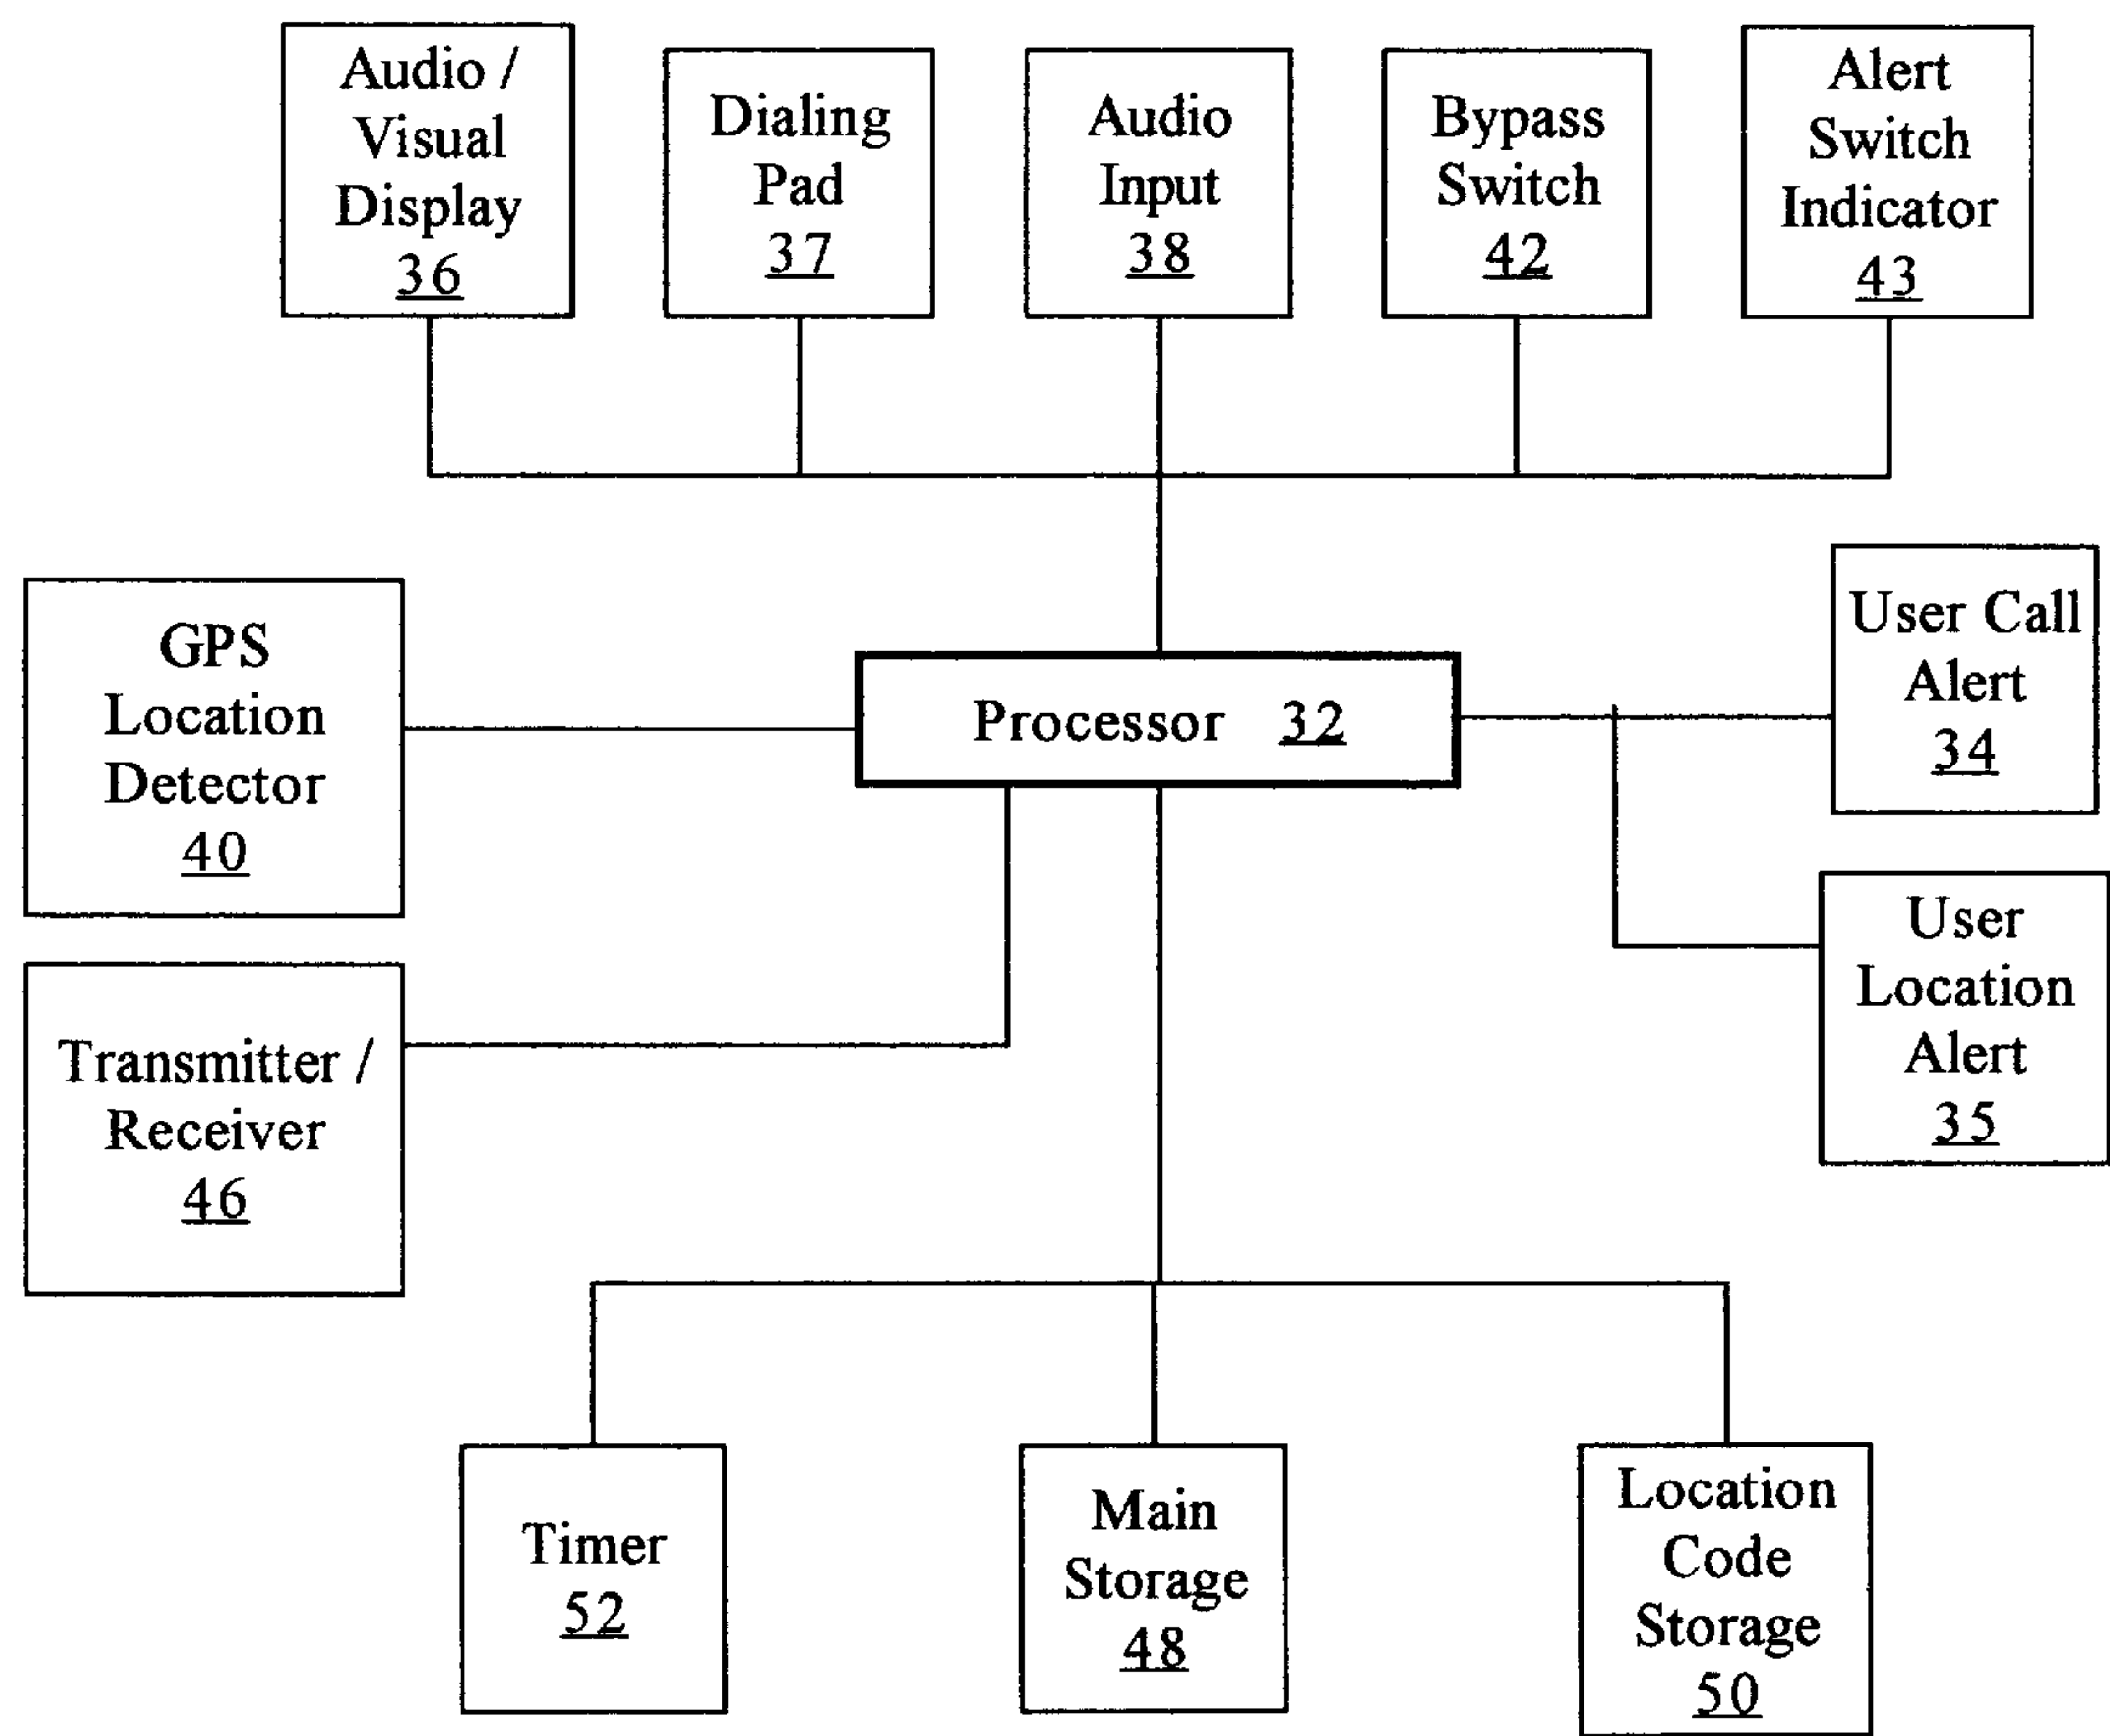 Audio /
Visual
Display
36
Dialing
Pad
37
Audio
Input
38
Bypass
Switch
42
Alert
Switch
Indicator
43
GPS
Location
Detector
40
Processor 32
User Call
Alert
34
User
Location
Alert
35
Transmitter /
Receiver
46
Timer
52
Main
Storage
48
Location
Code
Storage
50